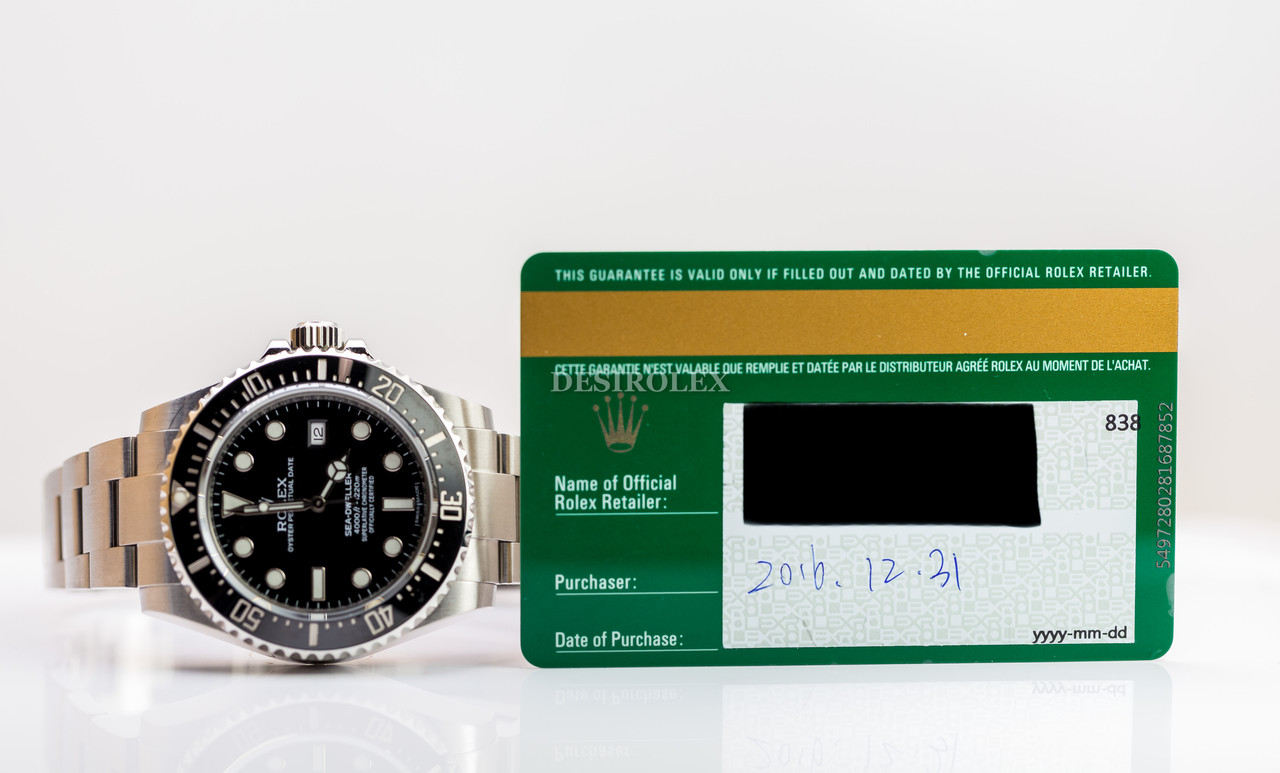 THIS GUARANTEE IS VALID ONLY IF FILLED OUT AND DATED BY THE OFFICIAL ROLEX RETAILER.
CETTE GARANTIE N'EST VALABLE QUE REMPLIE ET DATÉE PAR LE DISTRIBUTEUR AGRÉÉ ROLEX AU MOMENT DE L'ACHAT.
DESIROLEX
838
5497280281687852
Name of Official
Rolex Retailer:
Purchaser:
2016.12.31
Date of Purchase:
yyyy-mm-dd
10
20
30
40
50
12
ROLEX
OYSTER PERPETUAL DATE
SEA-DWELLER
4000ft-1220m
SUPERLATIVE CHRONOMETER
OFFICIALLY CERTIFIED